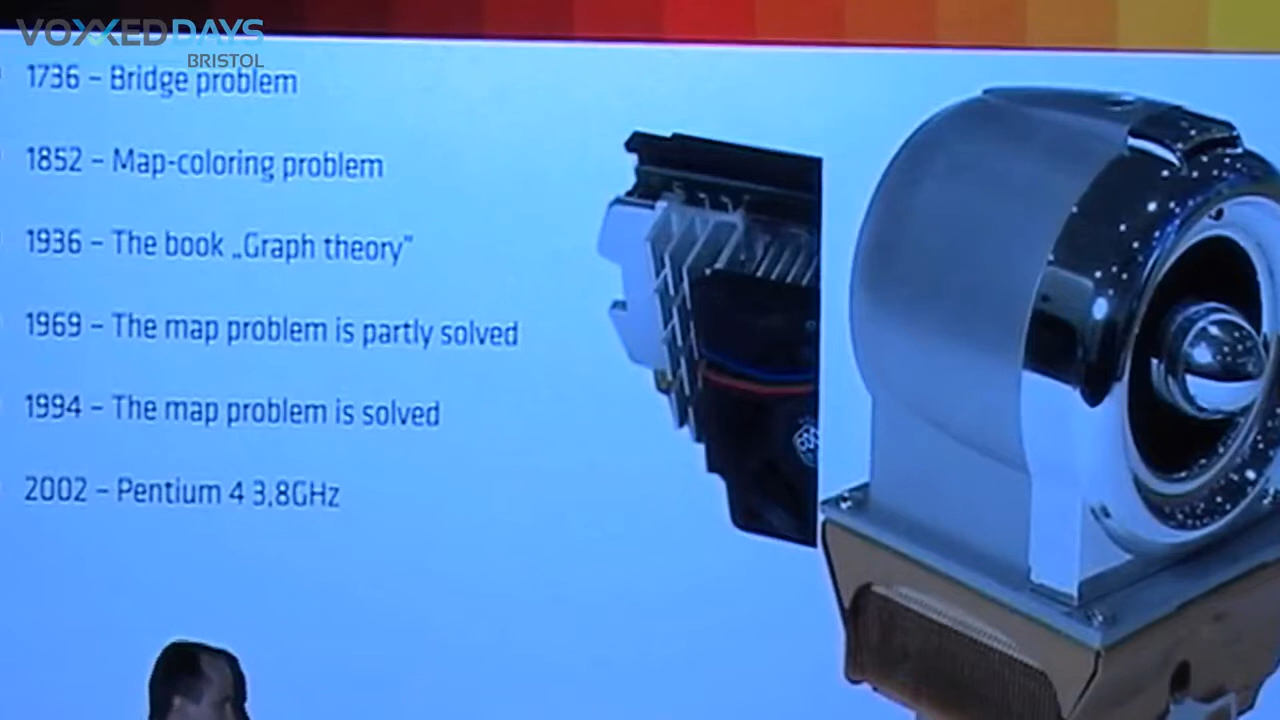 VOXXED DAYS
BRISTOL
1736 – Bridge problem
1852 – Map-coloring problem
1936 – The book „Graph theory”
1969 – The map problem is partly solved
1994 – The map problem is solved
2002 – Pentium 4 3,8GHz